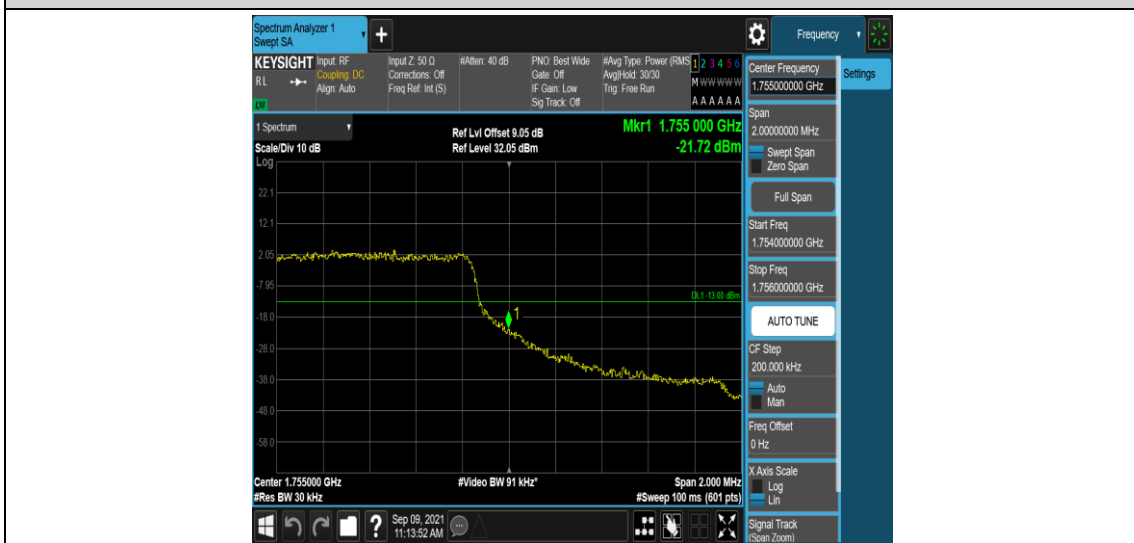 Spectrum Analyzer 1
Swept SA
+
Frequency
KEYSIGHT
RL
LXI
Input: RF
Coupling: DC
Align: Auto
Input Z: 50 Ω
Corrections: Off
Freq Ref: Int (S)
#Atten: 40 dB
PNO: Best Wide
Gate: Off
IF Gain: Low
Sig Track: Off
#Avg Type: Power (RMS
Avg|Hold: 30/30
Trig: Free Run
1 2 3 4 5 6
M W W W W W
A A A A A A
1 Spectrum
Scale/Div 10 dB
Log
Ref Lvl Offset 9.05 dB
Ref Level 32.05 dBm
Mkr1 1.755 000 GHz
-21.72 dBm
22.1
12.1
2.05
-7.95
DL1 -13.00 dBm
-18.0
1
-28.0
-38.0
-48.0
-58.0
Center 1.755000 GHz
#Res BW 30 kHz
#Video BW 91 kHz*
Span 2.000 MHz
#Sweep 100 ms (601 pts)
Sep 09, 2021
11:13:52 AM
?
Center Frequency
1.755000000 GHz
Settings
Span
2.00000000 MHz
Swept Span
Zero Span
Full Span
Start Freq
1.754000000 GHz
Stop Freq
1.756000000 GHz
AUTO TUNE
CF Step
200.000 kHz
Auto
Man
Freq Offset
0 Hz
X Axis Scale
Log
Lin
Signal Track
(Span Zoom)